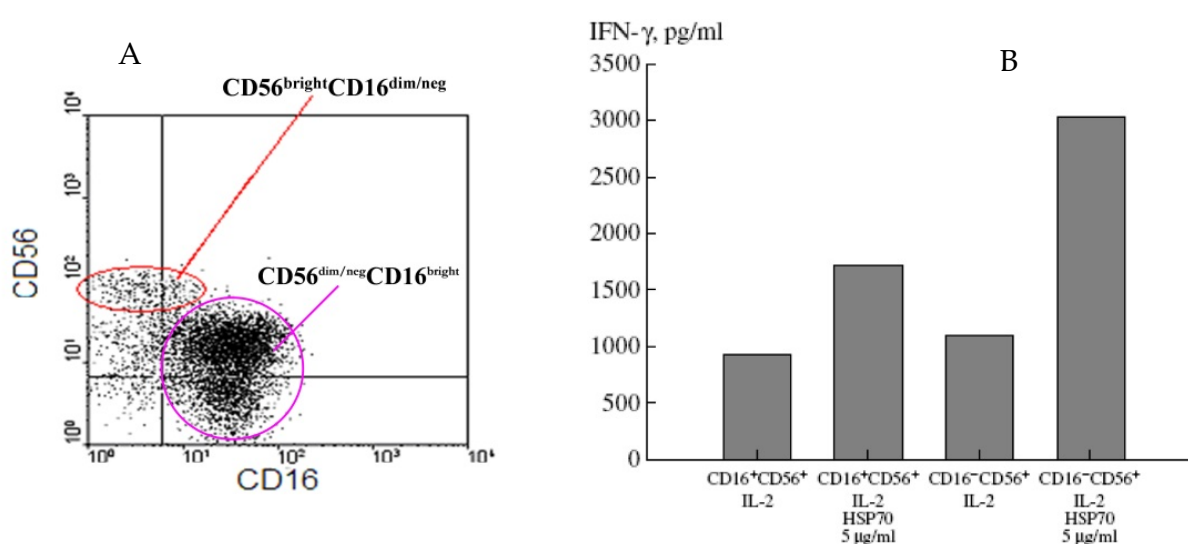 A
CD56brightCD16dim/neg
CD56dim/negCD16bright
CD56
10⁴
10³
10²
10¹
10⁰
10⁰ 10¹ 10² 10³ 10⁴
CD16
IFN-γ, pg/ml
B
3500
3000
2500
2000
1500
1000
500
0
CD16⁺CD56⁺
IL-2
CD16⁺CD56⁺
IL-2
HSP70
5 μg/ml
CD16⁻CD56⁺
IL-2
CD16⁻CD56⁺
IL-2
HSP70
5 μg/ml